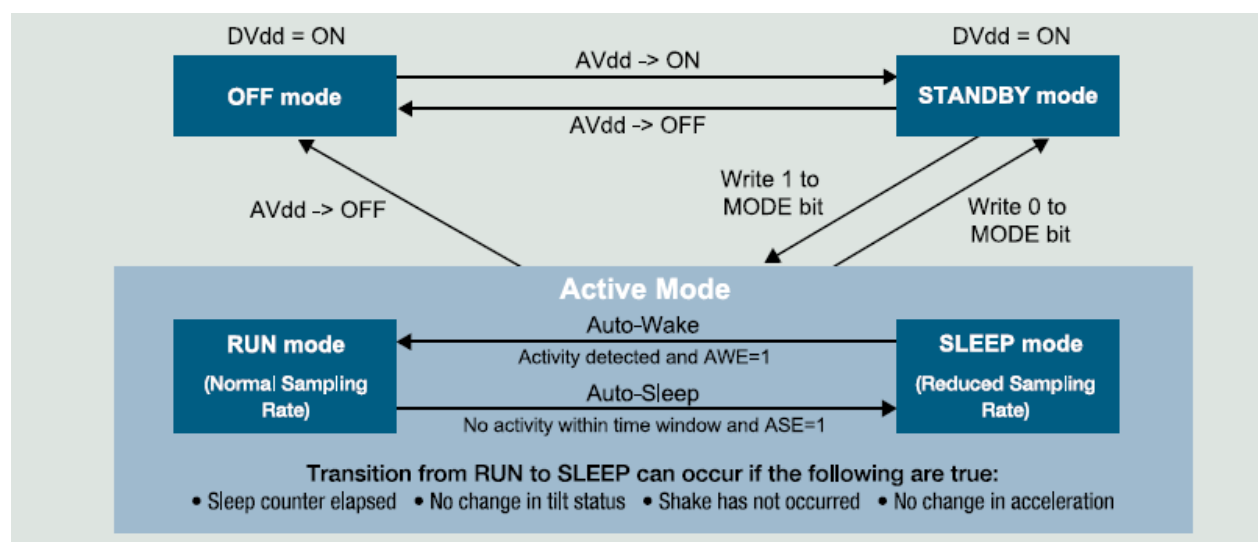 DVdd = ON
DVdd = ON
OFF mode
AVdd -> ON
STANDBY mode
AVdd -> OFF
AVdd -> OFF
Write 1 to
MODE bit
Write 0 to
MODE bit
Active Mode
RUN mode
(Normal Sampling
Rate)
Auto-Wake
Activity detected and AWE=1
Auto-Sleep
No activity within time window and ASE=1
SLEEP mode
(Reduced Sampling
Rate)
Transition from RUN to SLEEP can occur if the following are true:
• Sleep counter elapsed • No change in tilt status • Shake has not occurred • No change in acceleration